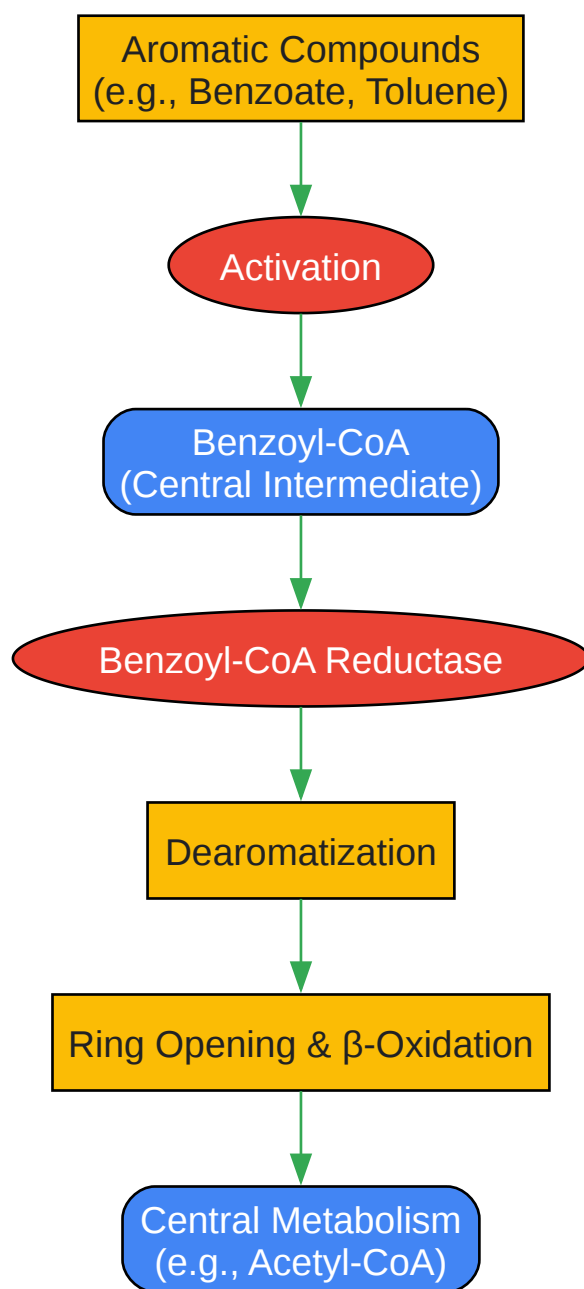 Aromatic Compounds
(e.g., Benzoate, Toluene)
Activation
Benzoyl-CoA
(Central Intermediate)
Benzoyl-CoA Reductase
Dearomatization
Ring Opening & β-Oxidation
Central Metabolism
(e.g., Acetyl-CoA)